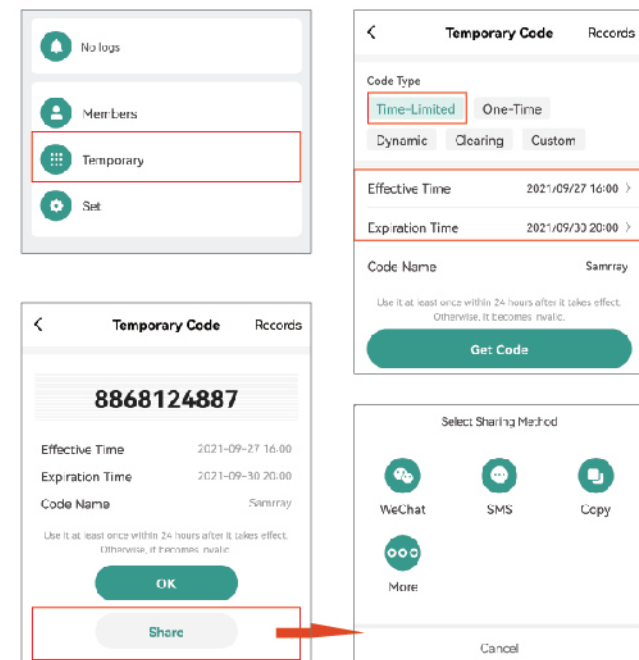 No logs
Members
Temporary
Set
Temporary Code Records
Code Type
Time-Limited One-Time
Dynamic Clearing Custom
Effective Time 2021/09/27 16:00 >
Expiration Time 2021/09/30 20:00 >
Code Name Samrray
Use it at least once within 24 hours after it takes effect.
Otherwise, it becomes invalid.
Get Code
Temporary Code Records
8868124887
Effective Time 2021-09-27 16:00
Expiration Time 2021-09-30 20:00
Code Name Samrray
Use it at least once within 24 hours after it takes effect.
Otherwise, it becomes invalid
OK
Share
Select Sharing Method
WeChat SMS Copy
More
Cancel